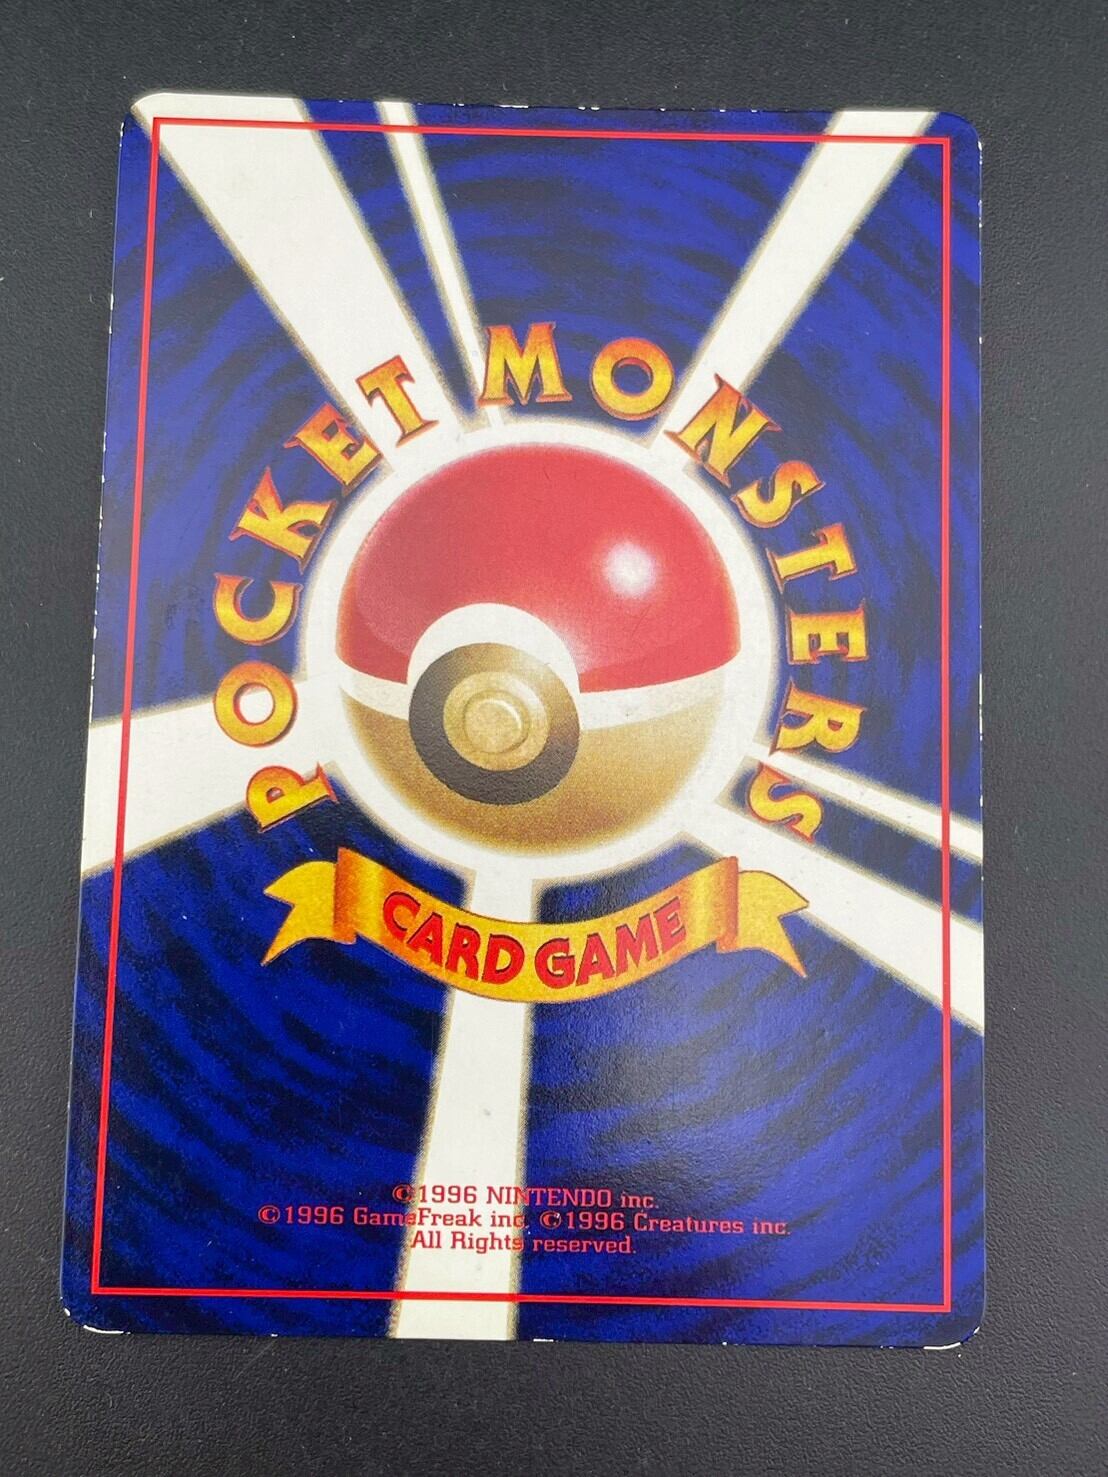 POCKET MONSTERS
CARD GAME
©1996 NINTENDO inc.
©1996 GameFreak inc. ©1996 Creatures inc.
All Rights reserved.